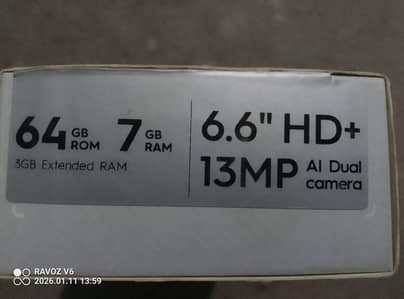 64 GB ROM 7 GB RAM
3GB Extended RAM
6.6" HD+
13MP AI Dual camera
RAVOZ V6
2026.01.11 13:59